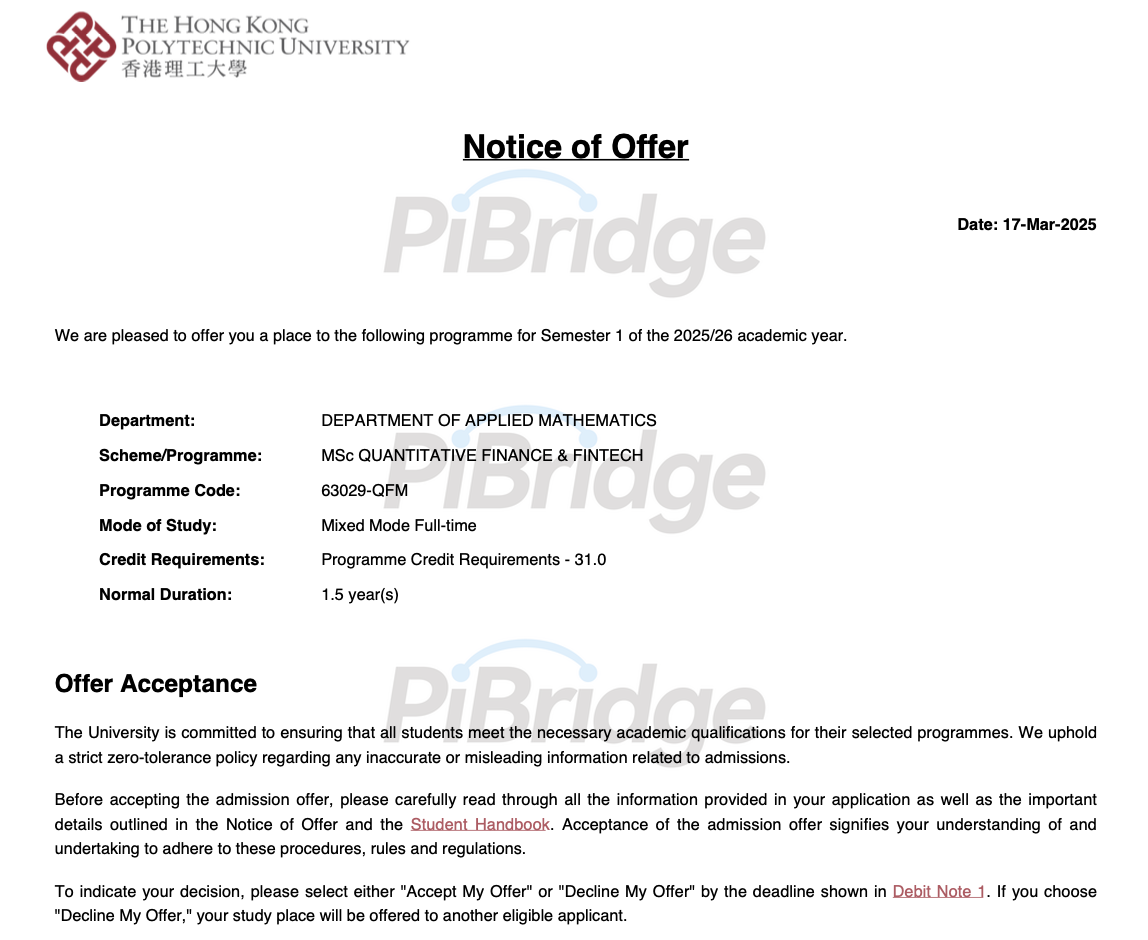 THE HONG KONG
POLYTECHNIC UNIVERSITY
香港理工大學
Notice of Offer
PiBridge
Date: 17-Mar-2025
We are pleased to offer you a place to the following programme for Semester 1 of the 2025/26 academic year.
Department: DEPARTMENT OF APPLIED MATHEMATICS
PiBridge
Scheme/Programme: MSc QUANTITATIVE FINANCE & FINTECH
Programme Code: 63029-QFM
Mode of Study: Mixed Mode Full-time
Credit Requirements: Programme Credit Requirements - 31.0
Normal Duration: 1.5 year(s)
Offer Acceptance
PiBridge
The University is committed to ensuring that all students meet the necessary academic qualifications for their selected programmes. We uphold
a strict zero-tolerance policy regarding any inaccurate or misleading information related to admissions.
Before accepting the admission offer, please carefully read through all the information provided in your application as well as the important
details outlined in the Notice of Offer and the Student Handbook. Acceptance of the admission offer signifies your understanding of and
undertaking to adhere to these procedures, rules and regulations.
To indicate your decision, please select either "Accept My Offer" or "Decline My Offer" by the deadline shown in Debit Note 1. If you choose
"Decline My Offer," your study place will be offered to another eligible applicant.